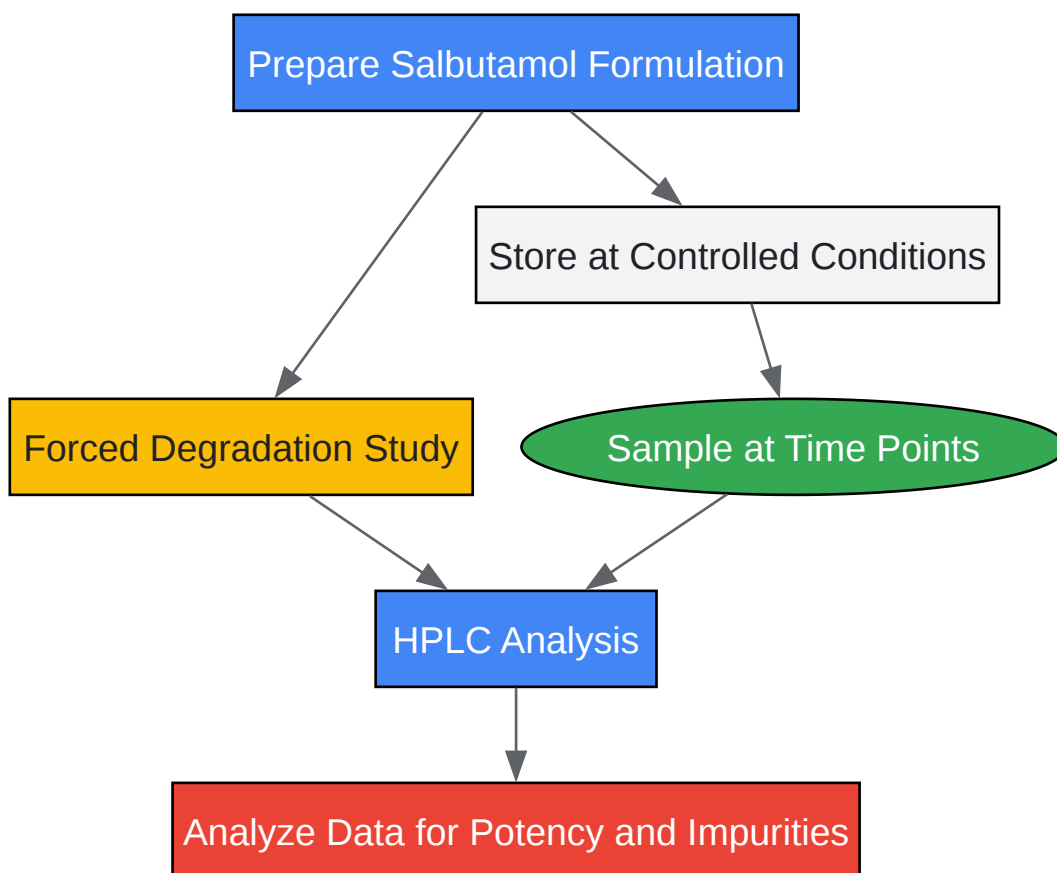 Prepare Salbutamol Formulation
Store at Controlled Conditions
Forced Degradation Study
Sample at Time Points
HPLC Analysis
Analyze Data for Potency and Impurities